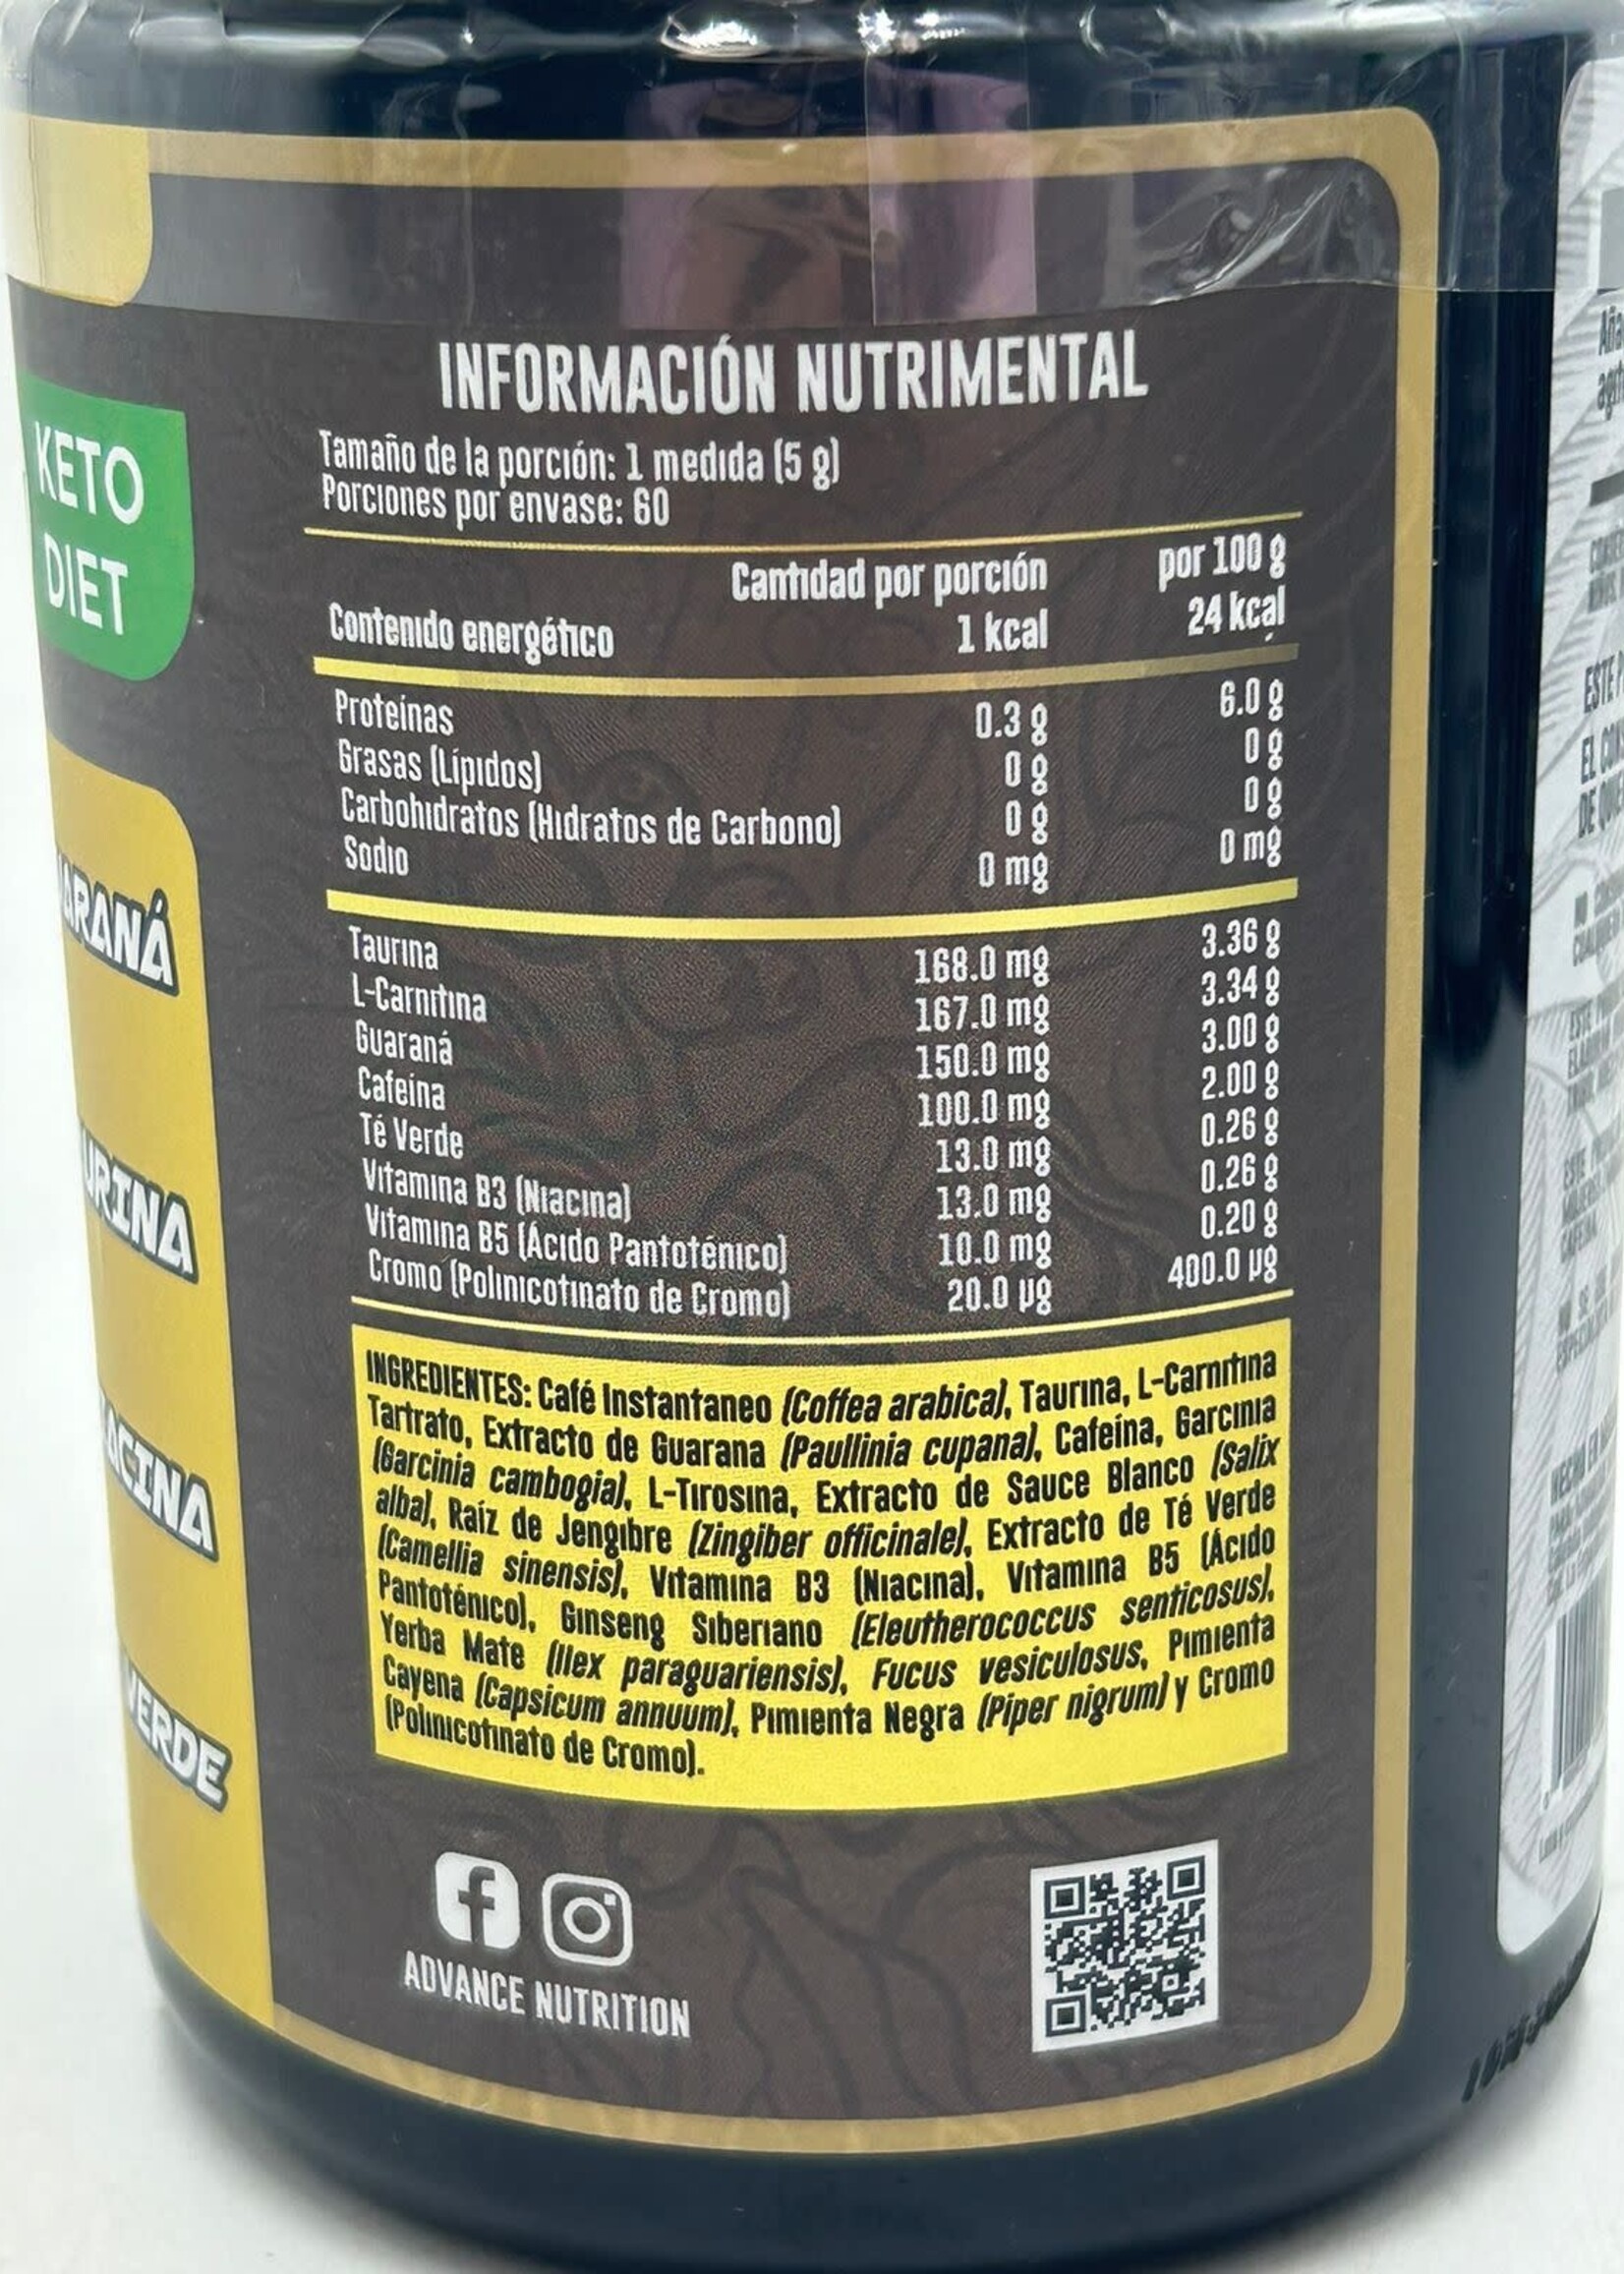 KETO
DIET
INFORMACIÓN NUTRIMENTAL
Tamaño de la porción: 1 medida (5 g)
Porciones por envase: 60
Cantidad por porción por 100 g
Contenido energético 1 kcal 24 kcal
Proteínas 0.3 g 6.0 g
Grasas (Lípidos) 0 g 0 g
Carbohidratos (Hidratos de Carbono) 0 g 0 g
Sodio 0 mg 0 mg
Taurina 168.0 mg 3.36 g
L-Carnitina 167.0 mg 3.34 g
Guaraná 150.0 mg 3.00 g
Cafeína 100.0 mg 2.00 g
Té Verde 13.0 mg 0.26 g
Vitamina B3 (Niacina) 13.0 mg 0.26 g
Vitamina B5 (Ácido Pantoténico) 10.0 mg 0.20 g
Cromo (Polinicotinato de Cromo) 20.0 µg 400.0 µg
INGREDIENTES: Café Instantaneo (Coffea arabica), Taurina, L-Carnitina
Tartrato, Extracto de Guarana (Paullinia cupana), Cafeína, Garcinia
(Garcinia cambogia), L-Tirosina, Extracto de Sauce Blanco (Salix
alba), Raíz de Jengibre (Zingiber officinale), Extracto de Té Verde
(Camellia sinensis), Vitamina B3 (Niacina), Vitamina B5 (Ácido
Pantoténico), Ginseng Siberiano (Eleutherococcus senticosus),
Yerba Mate (Ilex paraguariensis), Fucus vesiculosus, Pimienta
Cayena (Capsicum annuum), Pimienta Negra (Piper nigrum) y Cromo
(Polinicotinato de Cromo).
ADVANCE NUTRITION
ARANÁ
URINA
ACINA
VERDE